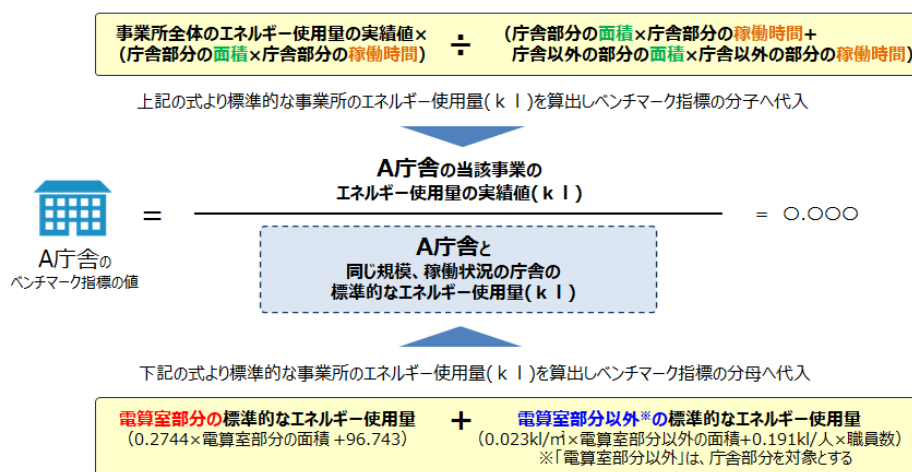 事業所全体のエネルギー使用量の実績値×
(庁舎部分の面積×庁舎部分の稼働時間)
÷
(庁舎部分の面積×庁舎部分の稼働時間+
庁舎以外の部分の面積×庁舎以外の部分の稼働時間)
上記の式より標準的な事業所のエネルギー使用量(ｋｌ)を算出しベンチマーク指標の分子へ代入
A庁舎の
ベンチマーク指標の値
=
A庁舎の当該事業の
エネルギー使用量の実績値(ｋｌ)
A庁舎と
同じ規模、稼働状況の庁舎の
標準的なエネルギー使用量(ｋｌ)
= ○.○○○
下記の式より標準的な事業所のエネルギー使用量(ｋｌ)を算出しベンチマーク指標の分母へ代入
電算室部分の標準的なエネルギー使用量
（0.2744×電算室部分の面積 +96.743）
+
電算室部分以外※の標準的なエネルギー使用量
（0.023kl/㎡×電算室部分以外の面積+0.191kl/人×職員数）
※「電算室部分以外」は、庁舎部分を対象とする